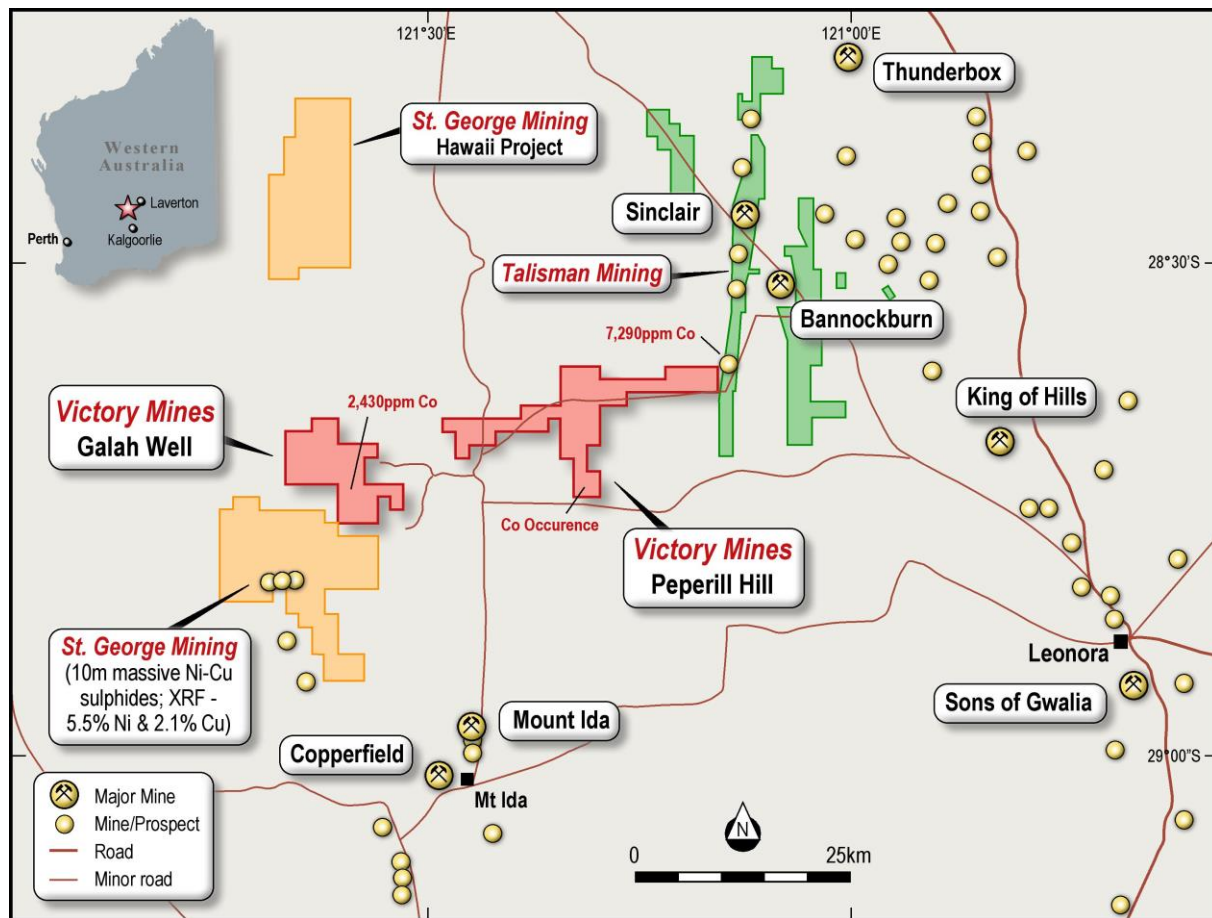 121°30'E
121°00'E
Western
Australia
Laverton
Kalgoorlie
Perth
St. George Mining
Hawaii Project
Thunderbox
Sinclair
Talisman Mining
28°30'S
Bannockburn
7,290ppm Co
King of Hills
Victory Mines
Galah Well
2,430ppm Co
Co Occurence
Victory Mines
Peperill Hill
St. George Mining
(10m massive Ni-Cu
sulphides; XRF -
5.5% Ni & 2.1% Cu)
Leonora
Sons of Gwalia
Mount Ida
Copperfield
Mt Ida
29°00'S
Major Mine
Mine/Prospect
Road
Minor road
N
0
25km